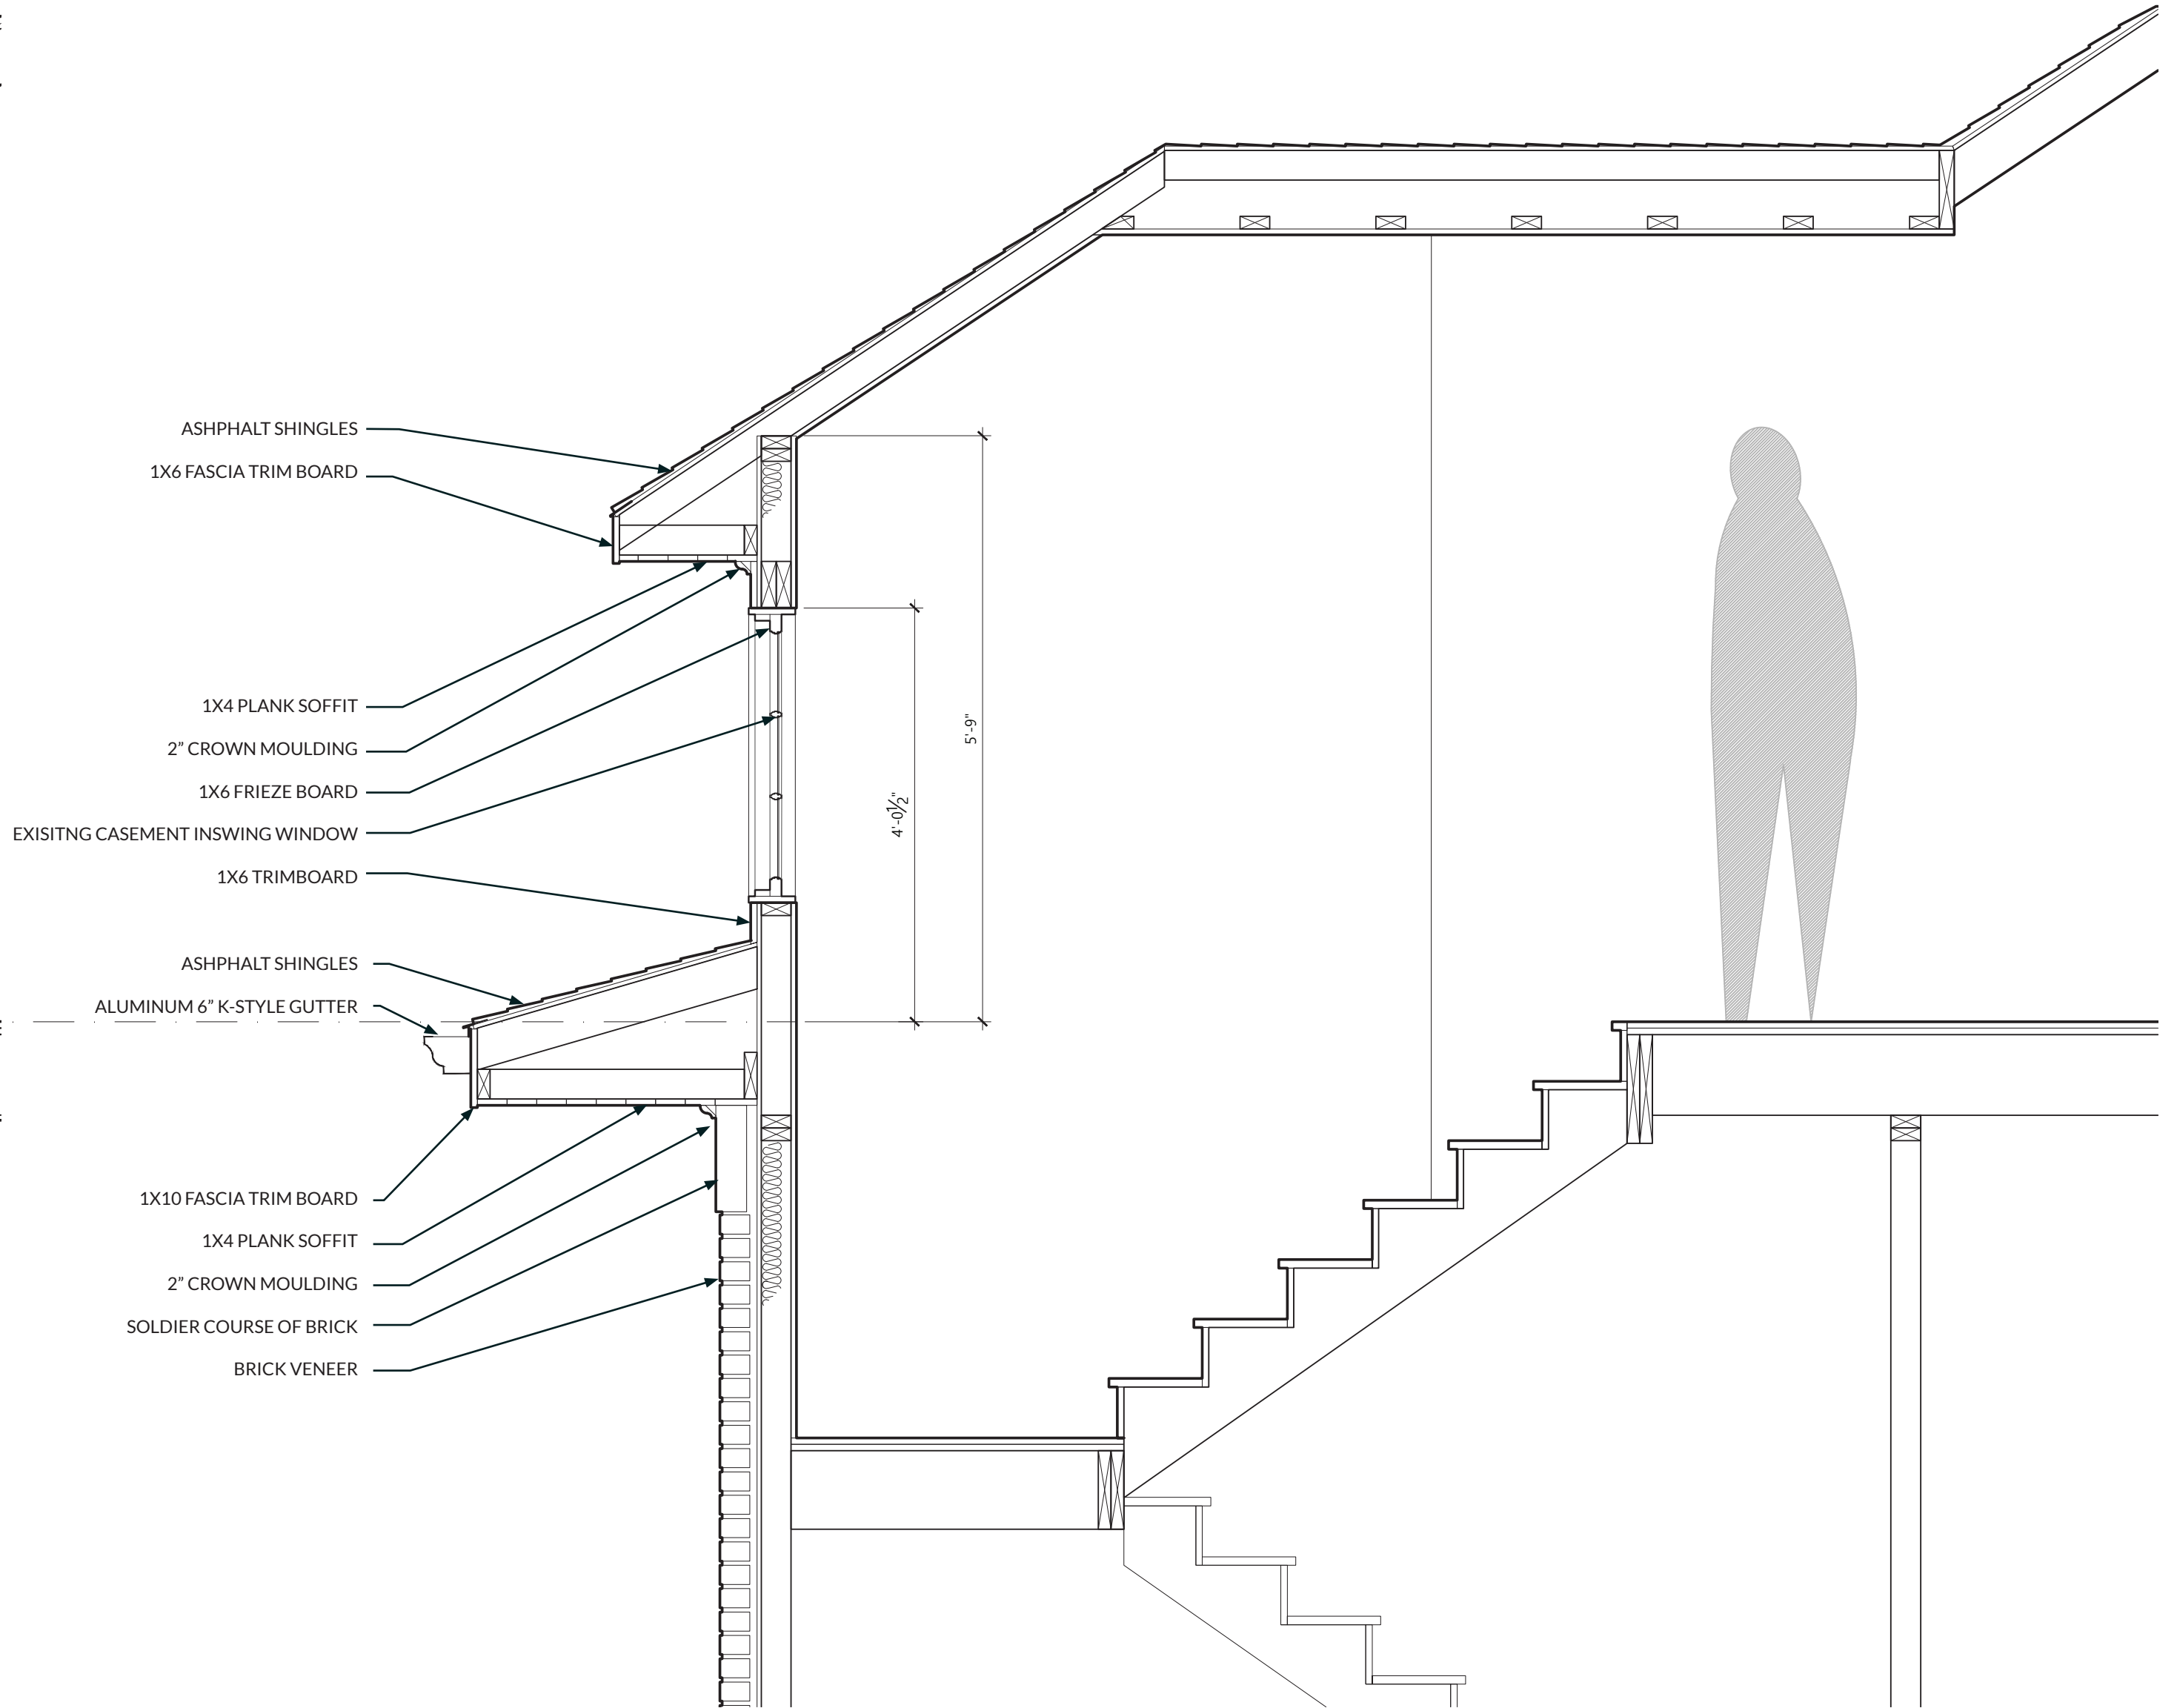 ASHPHALT SHINGLES
1X6 FASCIA TRIM BOARD
1X4 PLANK SOFFIT
2” CROWN MOULDING
1X6 FRIEZE BOARD
EXISITNG CASEMENT INSWING WINDOW
1X6 TRIMBOARD
ASHPHALT SHINGLES
ALUMINUM 6” K-STYLE GUTTER
1X10 FASCIA TRIM BOARD
1X4 PLANK SOFFIT
2” CROWN MOULDING
SOLDIER COURSE OF BRICK
BRICK VENEER
4'-0½"
5'-9"